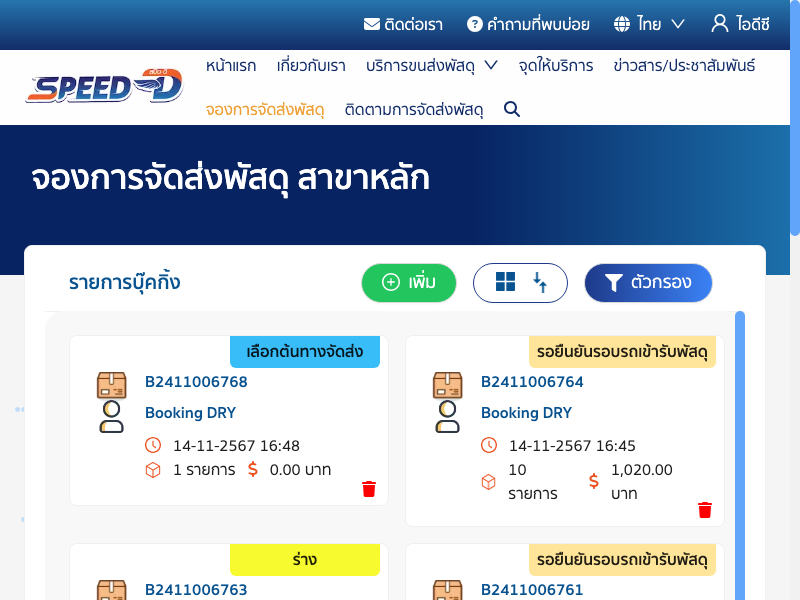 ติดต่อเรา คำถามที่พบบ่อย ไทย ไอดีซี
SPEED-D สปีด-ดี
หน้าแรก เกี่ยวกับเรา บริการขนส่งพัสดุ จุดให้บริการ ข่าวสาร/ประชาสัมพันธ์
จองการจัดส่งพัสดุ ติดตามการจัดส่งพัสดุ
จองการจัดส่งพัสดุ สาขาหลัก
รายการบุ๊คกิ้ง เพิ่ม ตัวกรอง
เลือกต้นทางจัดส่ง
B2411006768
Booking DRY
14-11-2567 16:48
1 รายการ 0.00 บาท
รอยืนยันรอบรถเข้ารับพัสดุ
B2411006764
Booking DRY
14-11-2567 16:45
10 รายการ 1,020.00 บาท
ร่าง
B2411006763
รอยืนยันรอบรถเข้ารับพัสดุ
B2411006761